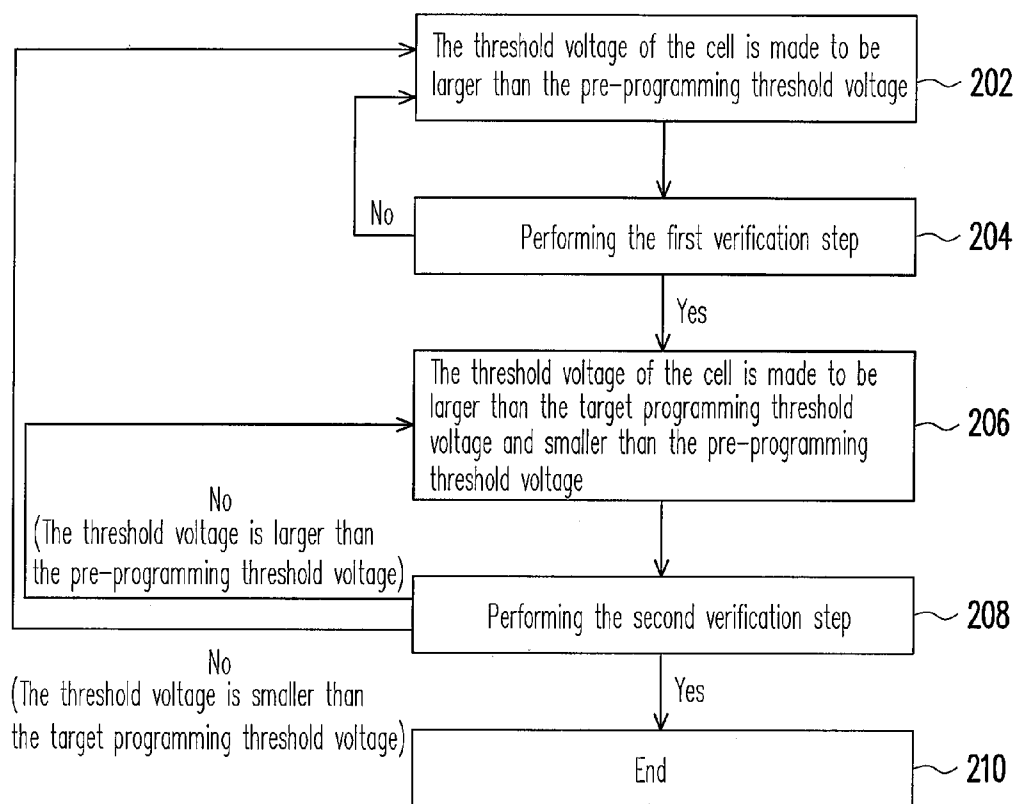 The threshold voltage of the cell is made to be
larger than the pre-programming threshold voltage
202
No
Performing the first verification step
204
Yes
The threshold voltage of the cell is made to be
larger than the target programming threshold
voltage and smaller than the pre-programming
threshold voltage
206
No
(The threshold voltage is larger than
the pre-programming threshold voltage)
Performing the second verification step
208
No
(The threshold voltage is smaller than
the target programming threshold voltage)
Yes
End
210